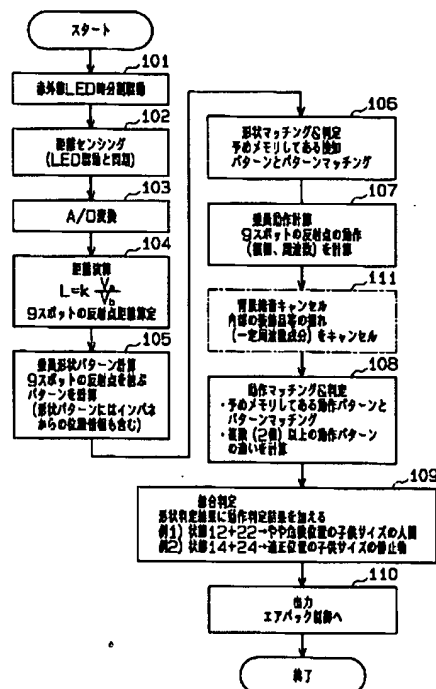 スタート
101
赤外線LED時分割駆動
102
距離センシング
(LED駆動と同期)
103
A/D変換
104
距離演算
L=k Va/Vb
9スポットの反射点距離算定
105
乗員形状パターン計算
9スポットの反射点を結ぶ
パターンを計算
(形状パターンにはインパネ
からの位置情報も含む)
106
形状マッチング&判定
予めメモリしてある検知
パターンとパターンマッチング
107
乗員動作計算
9スポットの反射点の動作
(振幅、周波数)を計算
111
背景雑音キャンセル
内部の装飾品等の揺れ
(一定周波数成分)をキャンセル
108
動作マッチング&判定
・予めメモリしてある動作パターンと
パターンマッチング
・複数(2個)以上の動作パターン
の違いを計算
109
総合判定
形状判定結果に動作判定結果を加える
例1) 状態12+22→やや危険位置の子供サイズの人間
例2) 状態14+24→適正位置の子供サイズの静止物
110
出力
エアバック制御へ
終了